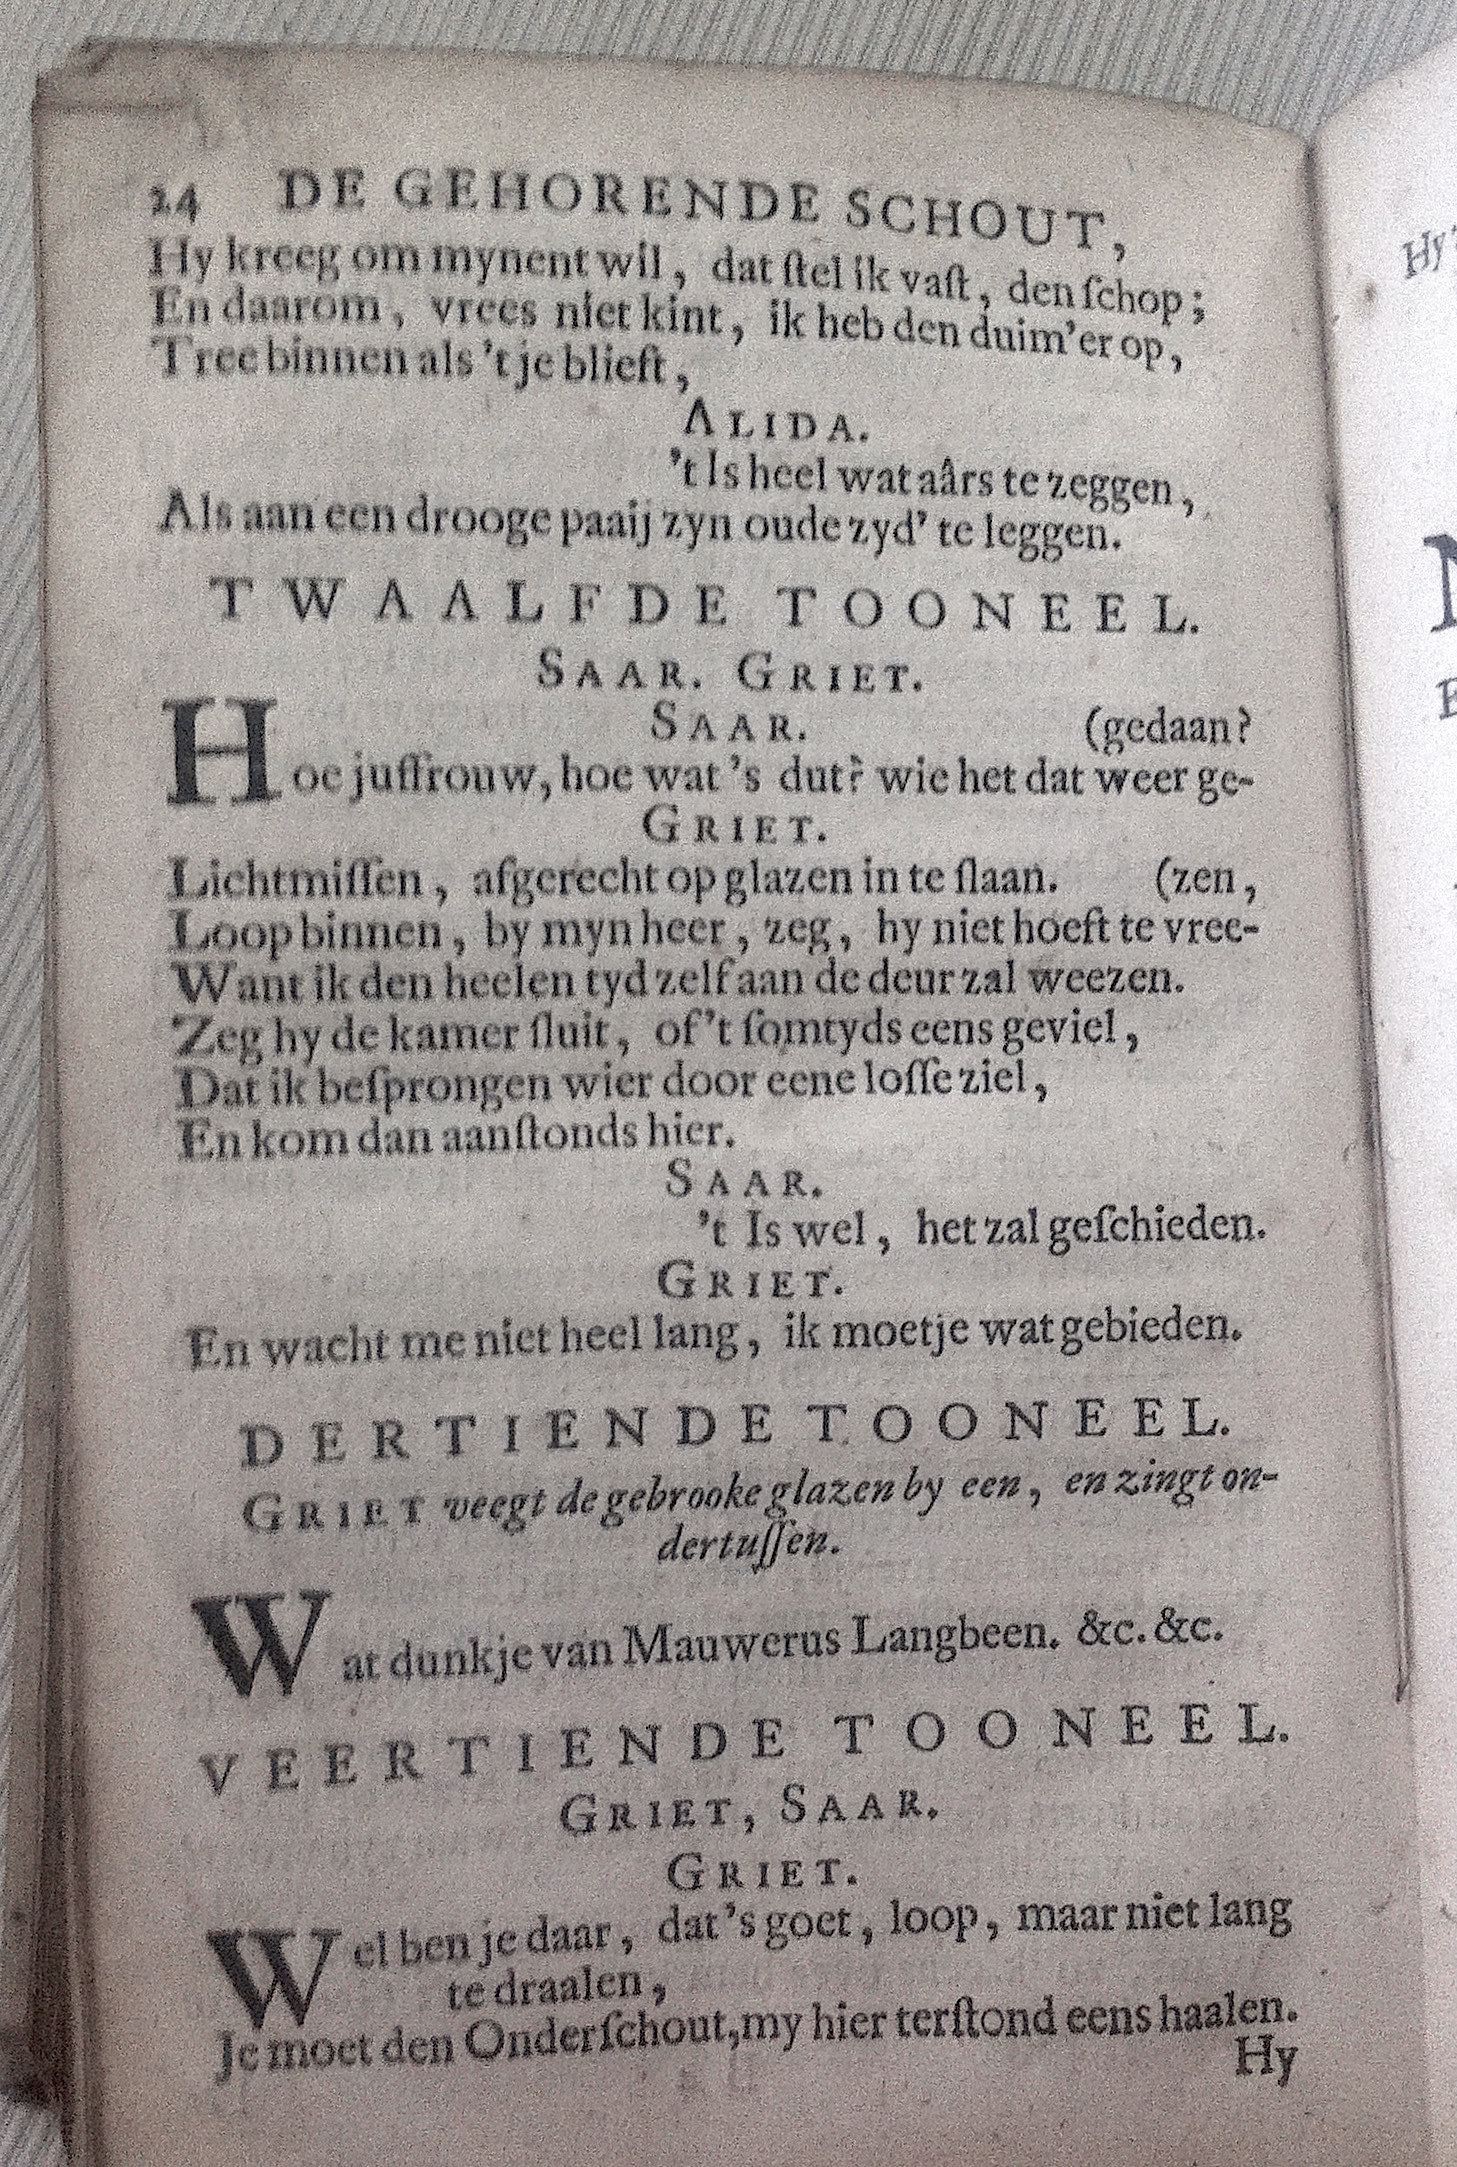 24 DE GEHORENDE SCHOUT,
Hy kreeg om mynent wil, dat ſtel ik vaſt, den ſchop;
En daarom, vrees niet kint, ik heb den duim'er op,
Tree binnen als 't je blieft,
ALIDA.
't Is heel wat aârs te zeggen,
Als aan een drooge paaij zyn oude zyd' te leggen.
TWAALFDE TOONEEL.
SAAR. GRIET.
SAAR. (gedaan?
Hoe juffrouw, hoe wat 's dut? wie het dat weer ge-
GRIET.
Lichtmiſſen, afgerecht op glazen in te ſlaan. (zen,
Loop binnen, by myn heer, zeg, hy niet hoeft te vree-
Want ik den heelen tyd zelf aan de deur zal weezen.
Zeg hy de kamer ſluit, of 't ſomtyds eens geviel,
Dat ik beſprongen wier door eene loſſe ziel,
En kom dan aanſtonds hier.
SAAR.
't Is wel, het zal geſchieden.
GRIET.
En wacht me niet heel lang, ik moetje wat gebieden.
DERTIENDE TOONEEL.
GRIET veegt de gebrooke glazen by een, en zingt on-
dertuſſen.
Wat dunkje van Mauwerus Langbeen. &c. &c.
VEERTIENDE TOONEEL.
GRIET, SAAR.
GRIET.
Wel ben je daar, dat 's goet, loop, maar niet lang
te draalen,
Je moet den Onderſchout, my hier terſtond eens haalen.
Hy
Hy